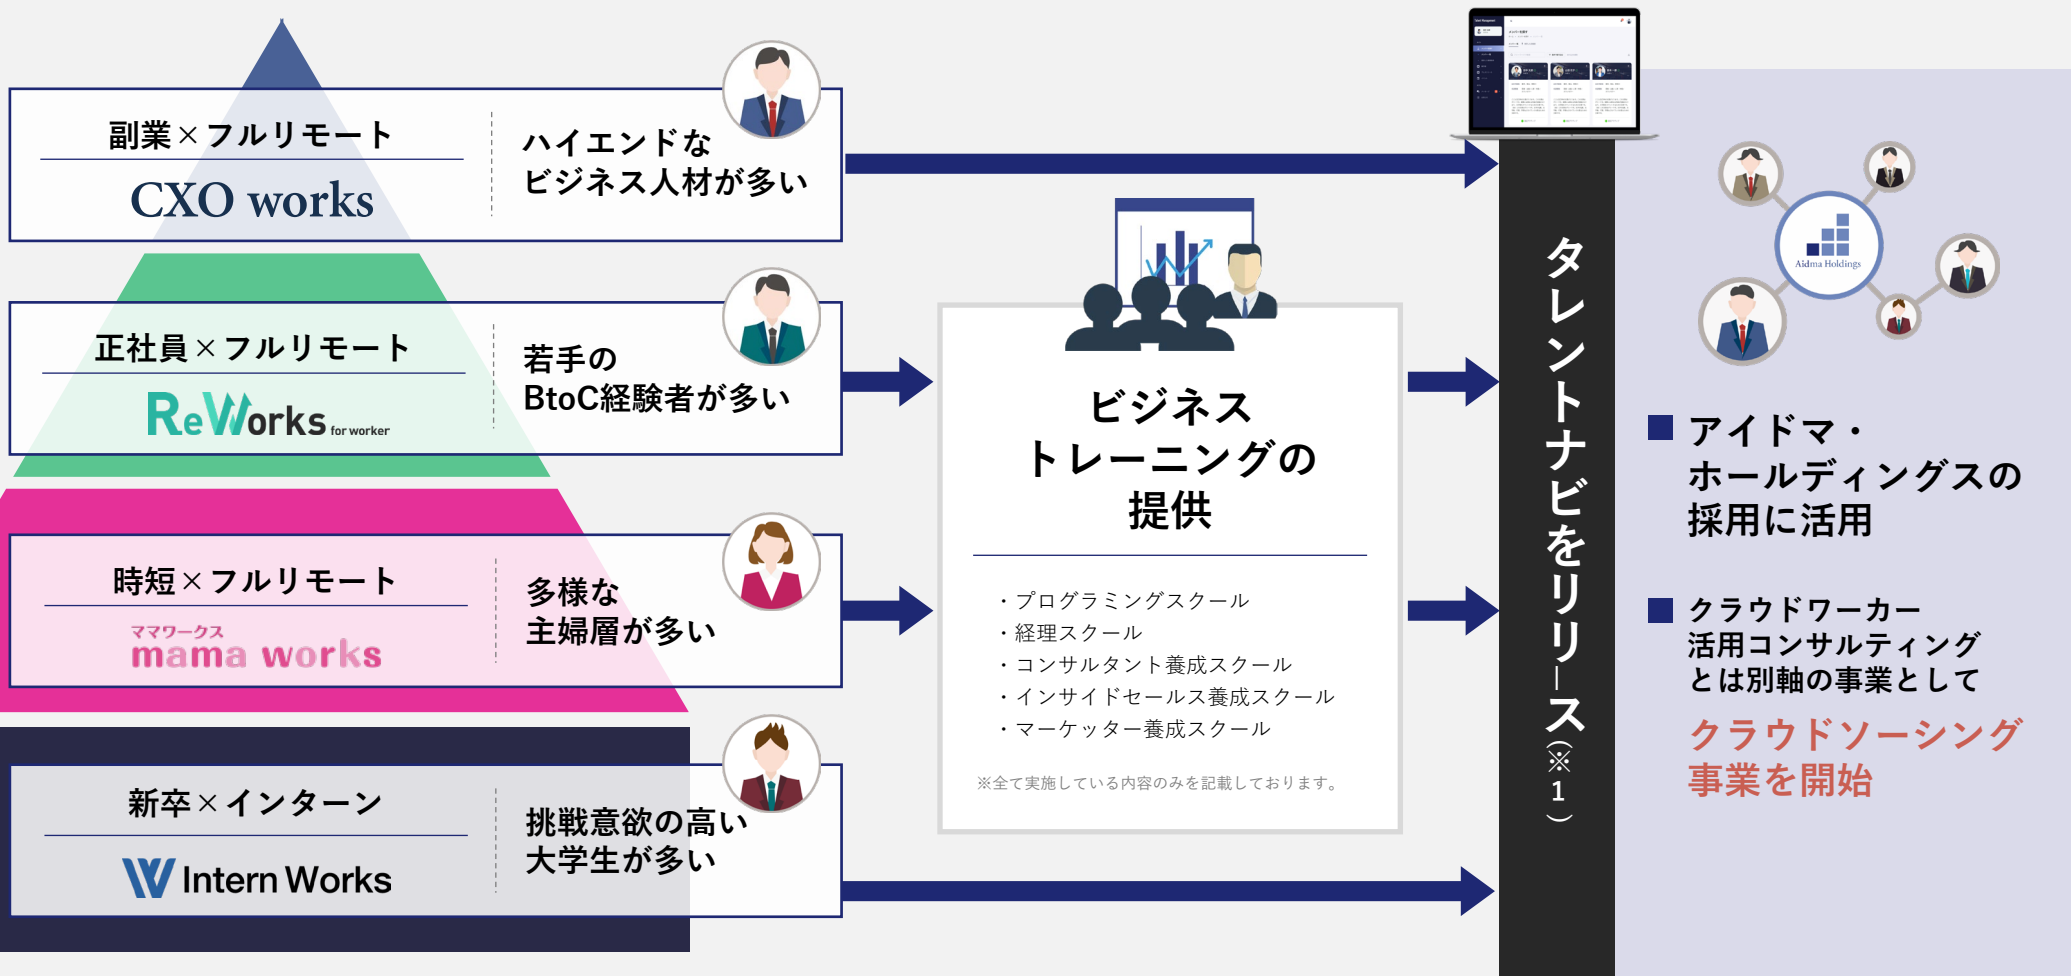 副業×フルリモート
CXO works
ハイエンドな
ビジネス人材が多い
正社員×フルリモート
ReWorks for worker
若手の
BtoC経験者が多い
時短×フルリモート
ママワークス
mama works
多様な
主婦層が多い
新卒×インターン
Intern Works
挑戦意欲の高い
大学生が多い
ビジネス
トレーニングの
提供
・プログラミングスクール
・経理スクール
・コンサルタント養成スクール
・インサイドセールス養成スクール
・マーケッター養成スクール
※全て実施している内容のみを記載しております。
タレントナビをリリース(※1)
Aidma Holdings
アイドマ・
ホールディングスの
採用に活用
クラウドワーカー
活用コンサルティング
とは別軸の事業として
クラウドソーシング
事業を開始